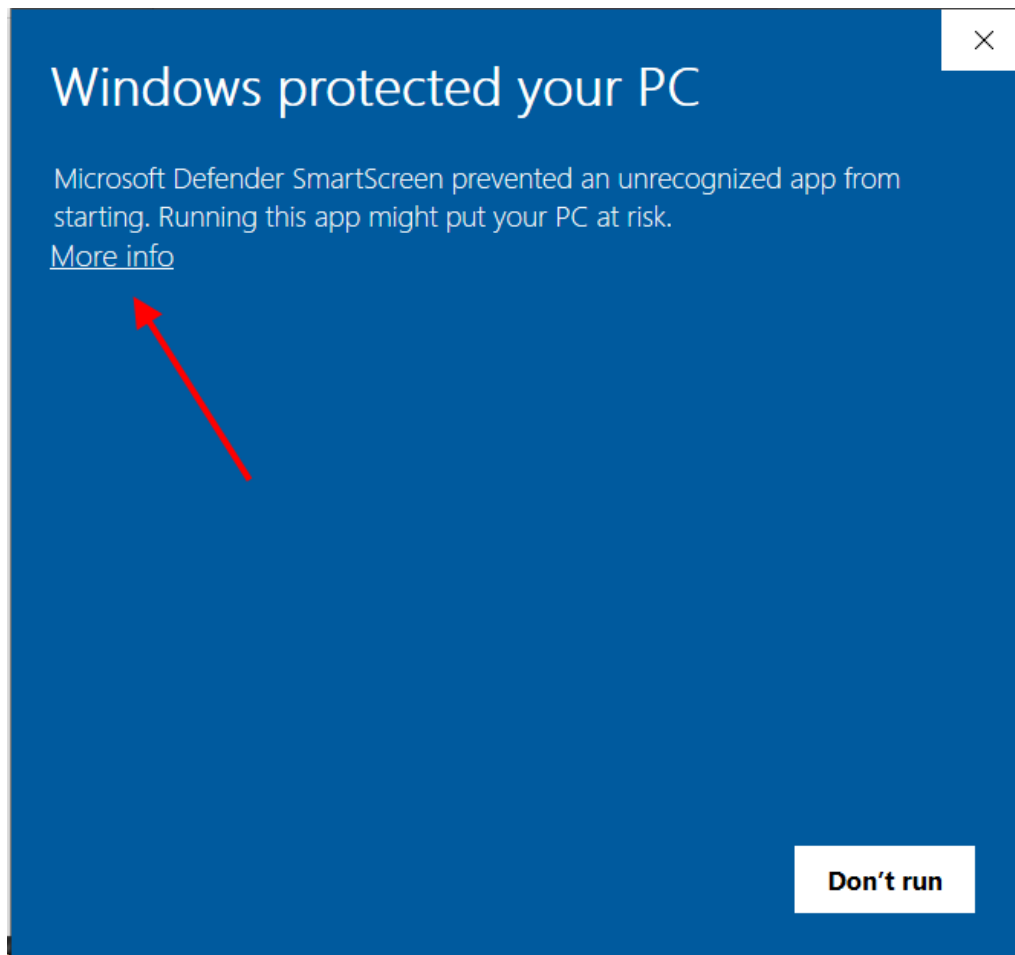 Windows protected your PC
Microsoft Defender SmartScreen prevented an unrecognized app from
starting. Running this app might put your PC at risk.
More info
Don’t run